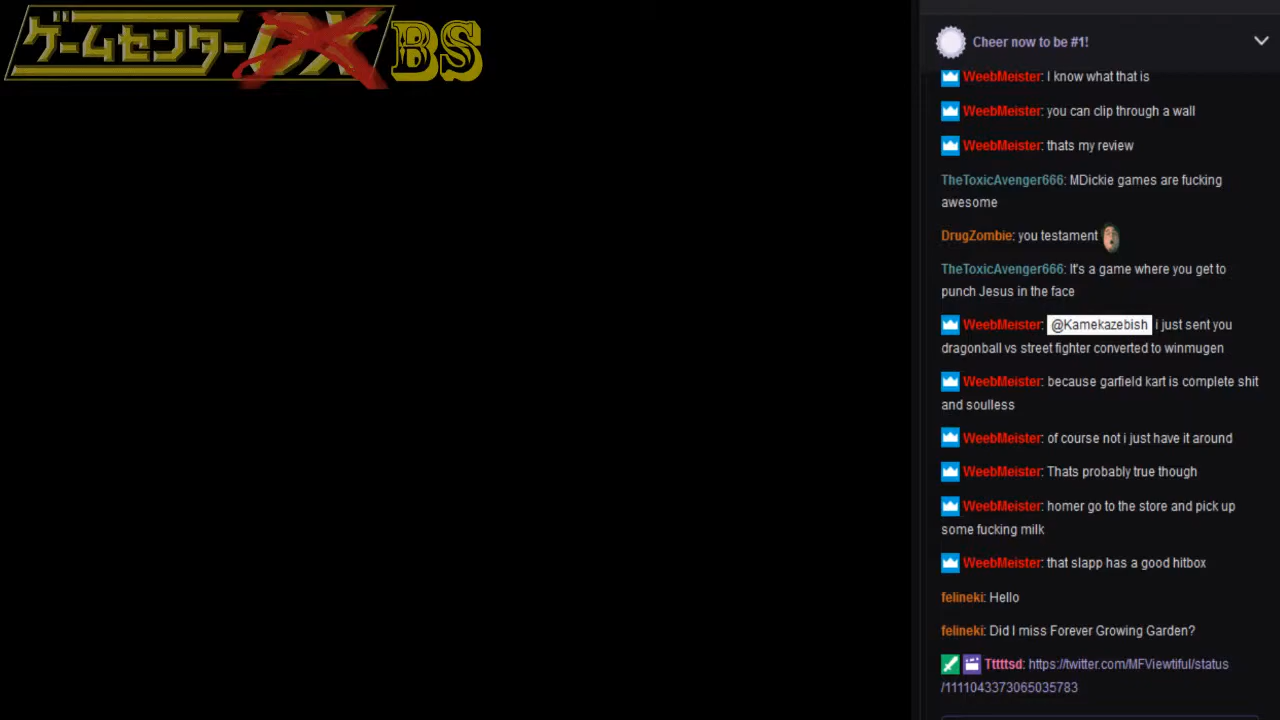 ゲームセンターDX BS
Cheer now to be #1!
WeebMeister: I know what that is
WeebMeister: you can clip through a wall
WeebMeister: thats my review
TheToxicAvenger666: MDickie games are fucking
awesome
DrugZombie: you testament
TheToxicAvenger666: It's a game where you get to
punch Jesus in the face
WeebMeister: @Kamekazebish i just sent you
dragonball vs street fighter converted to winmugen
WeebMeister: because garfield kart is complete shit
and soulless
WeebMeister: of course not i just have it around
WeebMeister: Thats probably true though
WeebMeister: homer go to the store and pick up
some fucking milk
WeebMeister: that slapp has a good hitbox
felineki: Hello
felineki: Did I miss Forever Growing Garden?
Tttttsd: https://twitter.com/MFViewtiful/status
/1111043373065035783